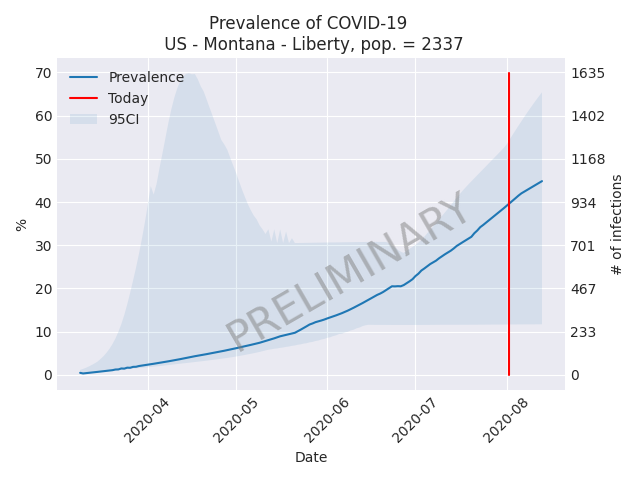 Prevalence of COVID-19
US - Montana - Liberty, pop. = 2337
Prevalence
Today
95CI
70
60
50
40
30
20
10
0
%
1635
1402
1168
934
701
467
233
0
# of infections
PRELIMINARY
2020-04
2020-05
2020-06
2020-07
2020-08
Date